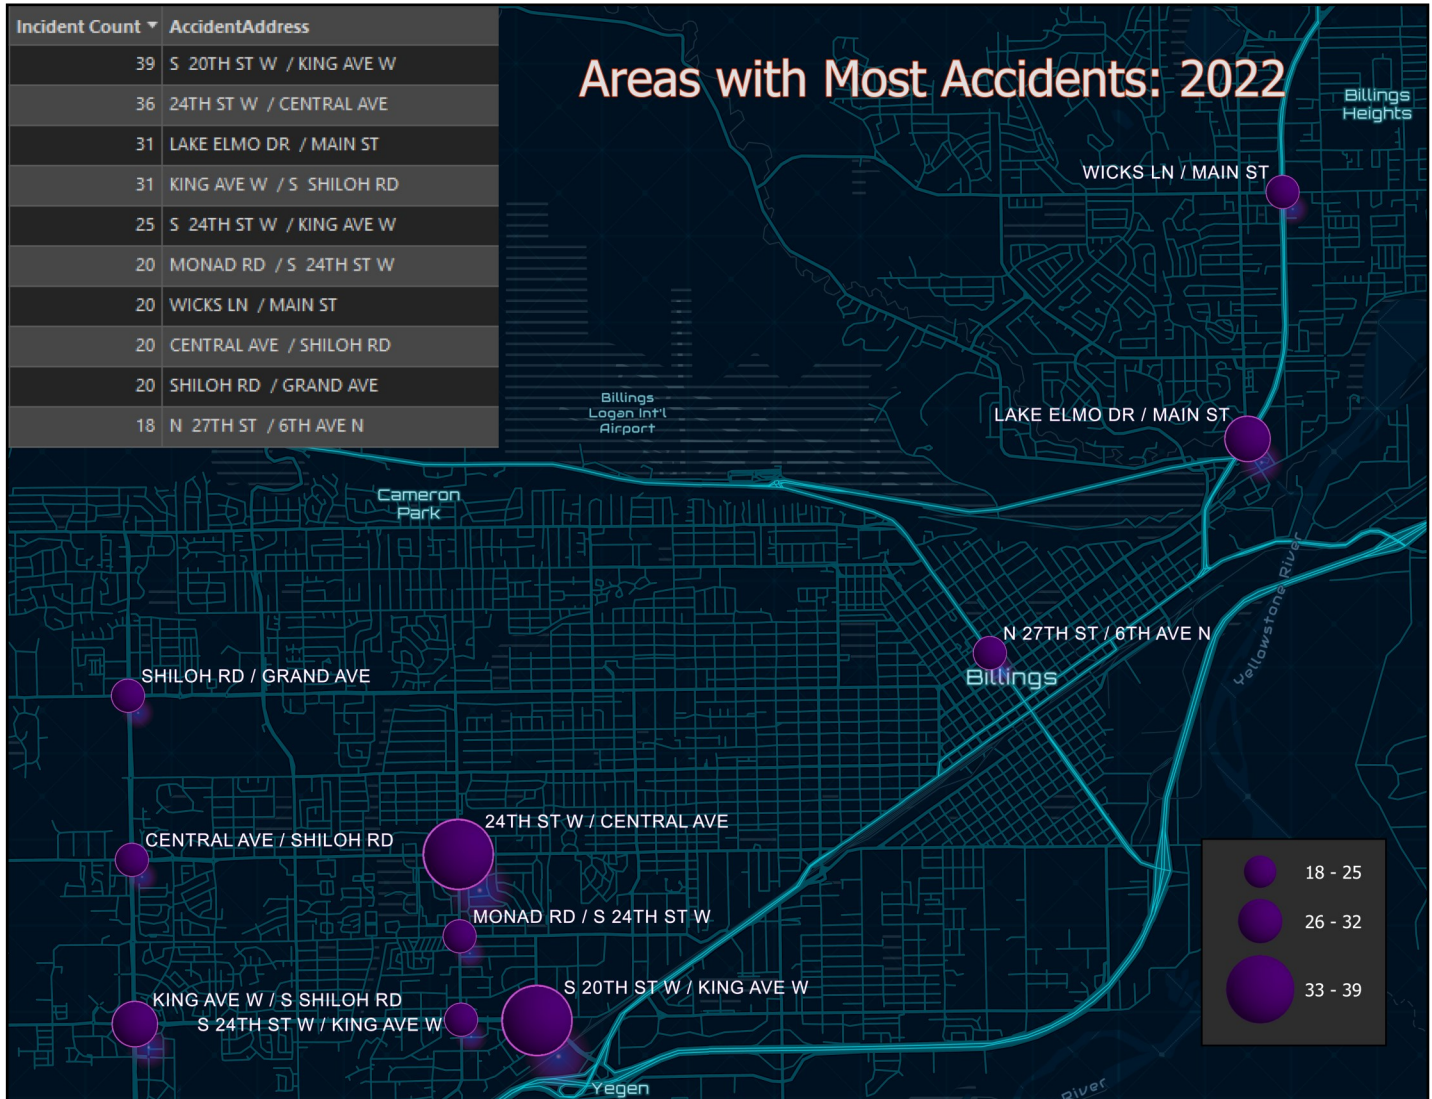 Incident Count AccidentAddress
39 S 20TH ST W / KING AVE W
36 24TH ST W / CENTRAL AVE
31 LAKE ELMO DR / MAIN ST
31 KING AVE W / S SHILOH RD
25 S 24TH ST W / KING AVE W
20 MONAD RD / S 24TH ST W
20 WICKS LN / MAIN ST
20 CENTRAL AVE / SHILOH RD
20 SHILOH RD / GRAND AVE
18 N 27TH ST / 6TH AVE N
Areas with Most Accidents: 2022
Billings
Heights
WICKS LN / MAIN ST
Billings
Logan Int'l
Airport
LAKE ELMO DR / MAIN ST
Cameron
Park
Yellowstone River
N 27TH ST / 6TH AVE N
Billings
SHILOH RD / GRAND AVE
24TH ST W / CENTRAL AVE
CENTRAL AVE / SHILOH RD
MONAD RD / S 24TH ST W
S 20TH ST W / KING AVE W
KING AVE W / S SHILOH RD
S 24TH ST W / KING AVE W
18 - 25
26 - 32
33 - 39
Yegen
River